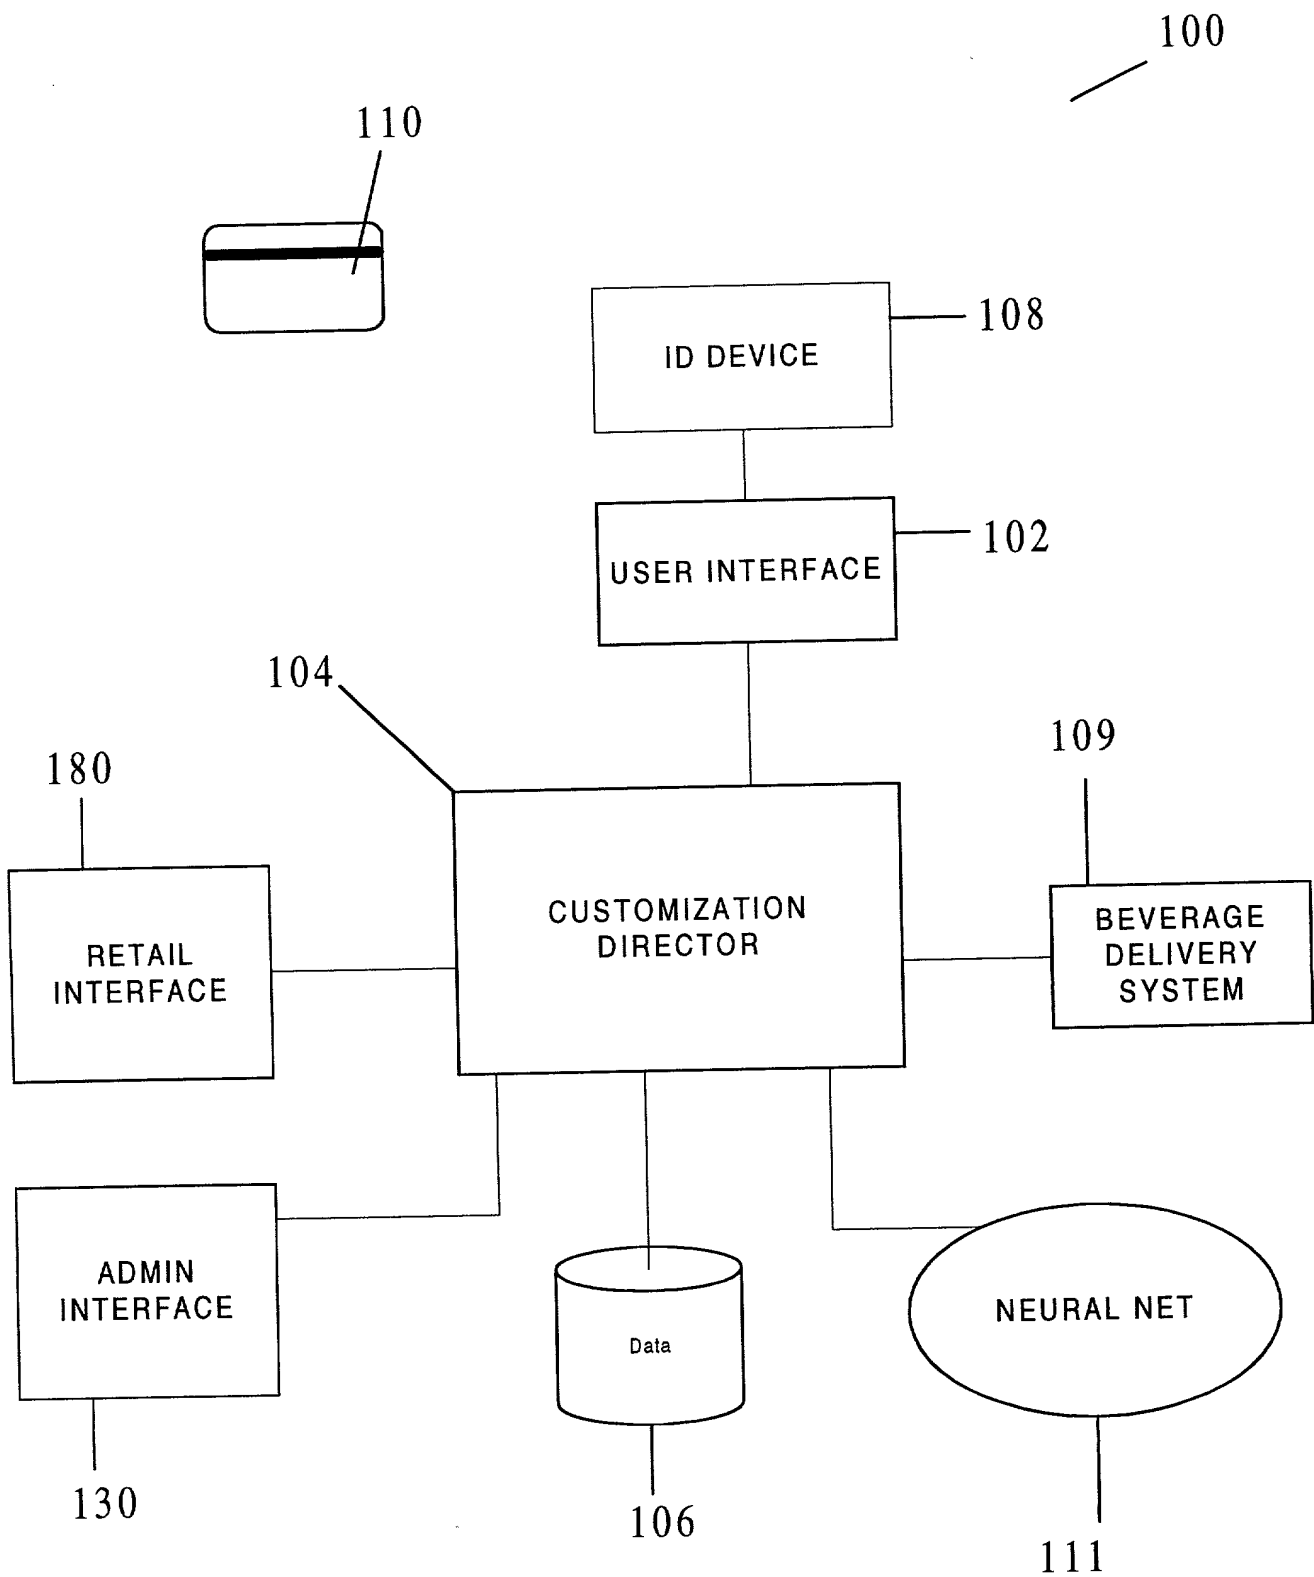 100
110
108
ID DEVICE
102
USER INTERFACE
104
109
180
CUSTOMIZATION
DIRECTOR
BEVERAGE
DELIVERY
SYSTEM
RETAIL
INTERFACE
ADMIN
INTERFACE
NEURAL NET
Data
130
106
111